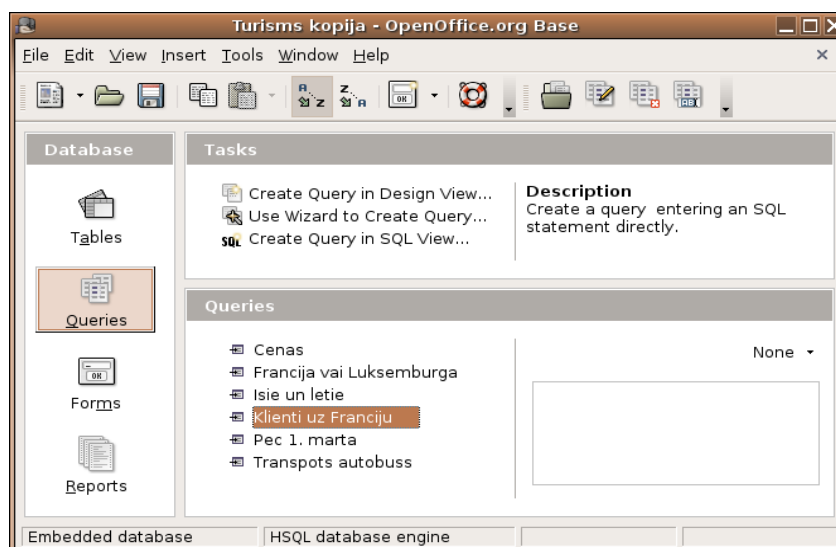 Turisms kopija - OpenOffice.org Base
File Edit View Insert Tools Window Help
Database
Tables
Queries
Forms
Reports
Tasks
Create Query in Design View...
Use Wizard to Create Query...
SQL Create Query in SQL View...
Description
Create a query entering an SQL
statement directly.
Queries
Cenas
Francija vai Luksemburga
Isie un letie
Klienti uz Franciju
Pec 1. marta
Transpots autobuss
None
Embedded database HSQL database engine